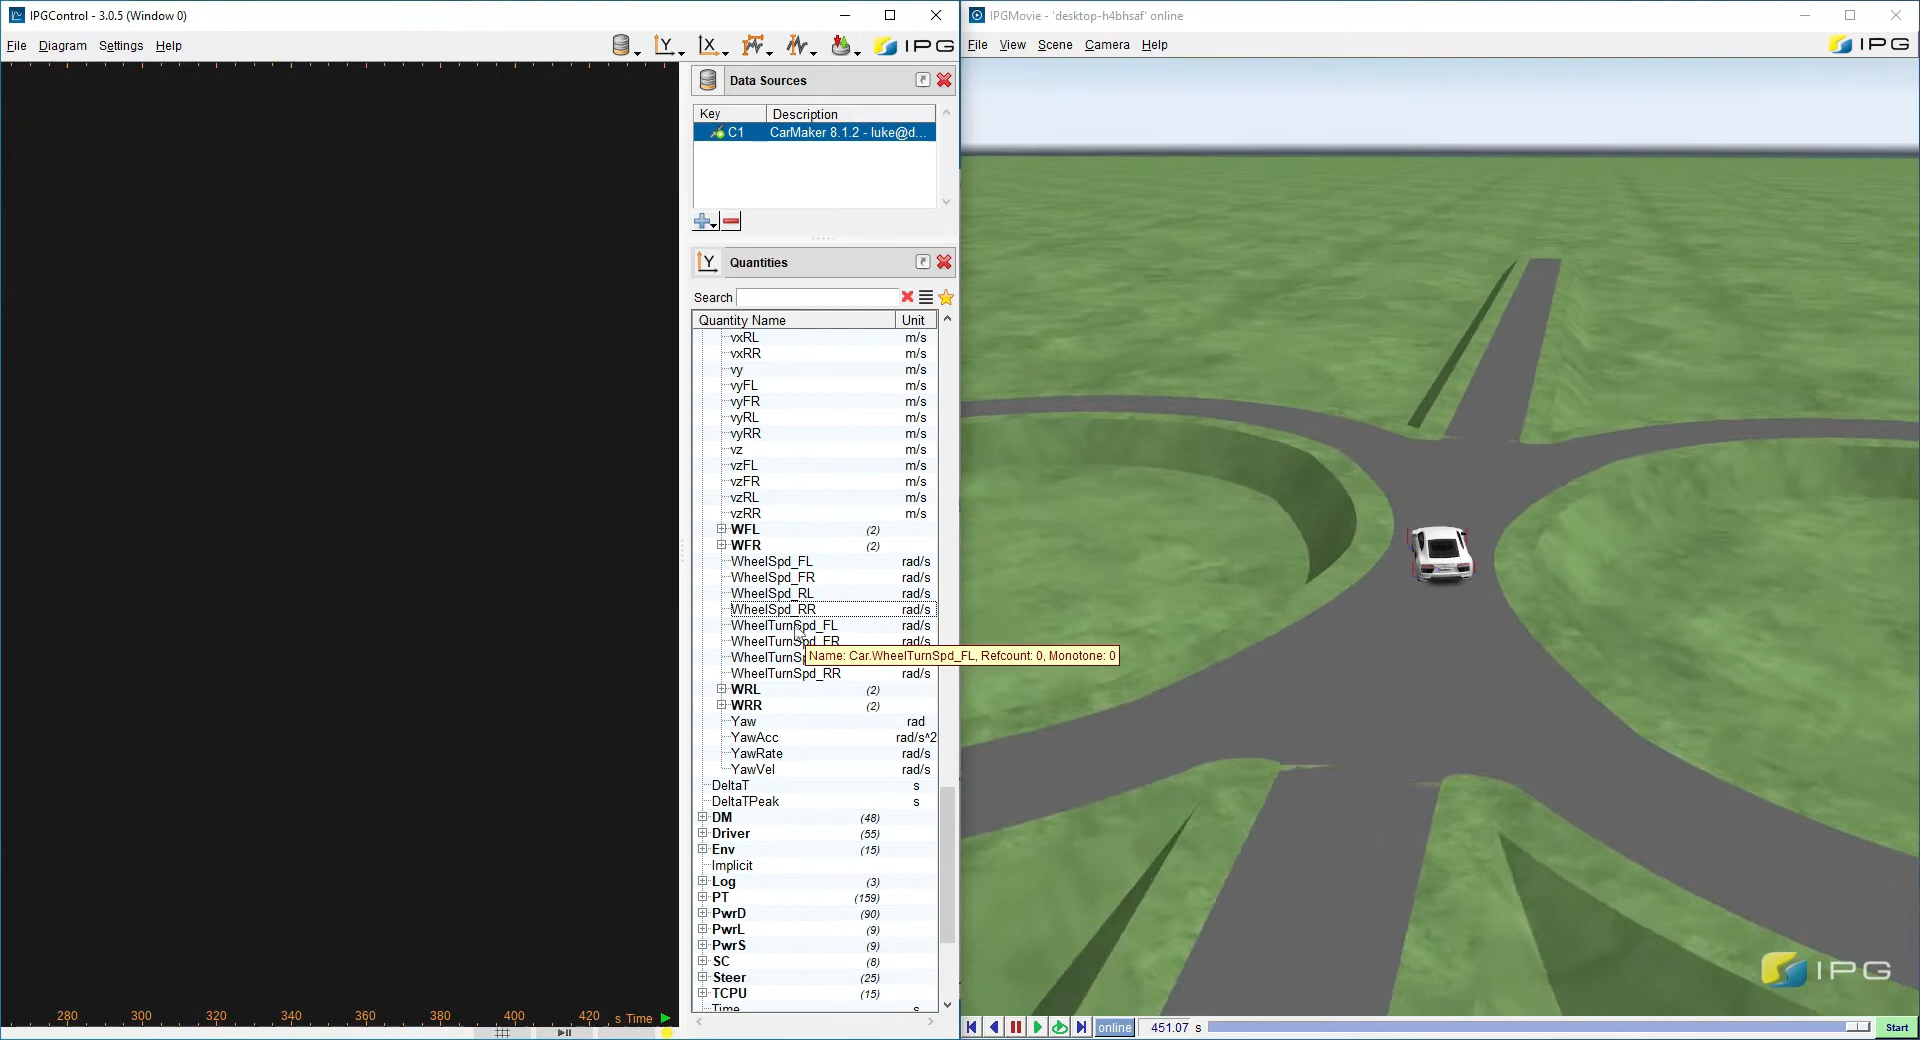 IPGControl - 3.0.5 (Window 0)
File Diagram Settings Help
IPG
Data Sources
Key Description
C1 CarMaker 8.1.2 - luke@d...
Quantities
Search
Quantity Name Unit
vxRL m/s
vxRR m/s
vy m/s
vyFL m/s
vyFR m/s
vyRL m/s
vyRR m/s
vz m/s
vzFL m/s
vzFR m/s
vzRL m/s
vzRR m/s
WFL (2)
WFR (2)
WheelSpd_FL rad/s
WheelSpd_FR rad/s
WheelSpd_RL rad/s
WheelSpd_RR rad/s
WheelTurnSpd_FL rad/s
WheelTurnSpd_FR rad/s
Name: Car.WheelTurnSpd_FL, Refcount: 0, Monotone: 0
WheelTurnSp
WheelTurnSpd_RR rad/s
WRL (2)
WRR (2)
Yaw rad
YawAcc rad/s^2
YawRate rad/s
YawVel rad/s
DeltaT s
DeltaTPeak s
DM (48)
Driver (55)
Env (15)
Implicit
Log (3)
PT (159)
PwrD (90)
PwrL (9)
PwrS (9)
SC (8)
Steer (25)
TCPU (15)
Time s
280 300 320 340 360 380 400 420 s Time
IPGMovie - 'desktop-h4bhsaf' online
File View Scene Camera Help
IPG
IPG
online 451.07 s Start